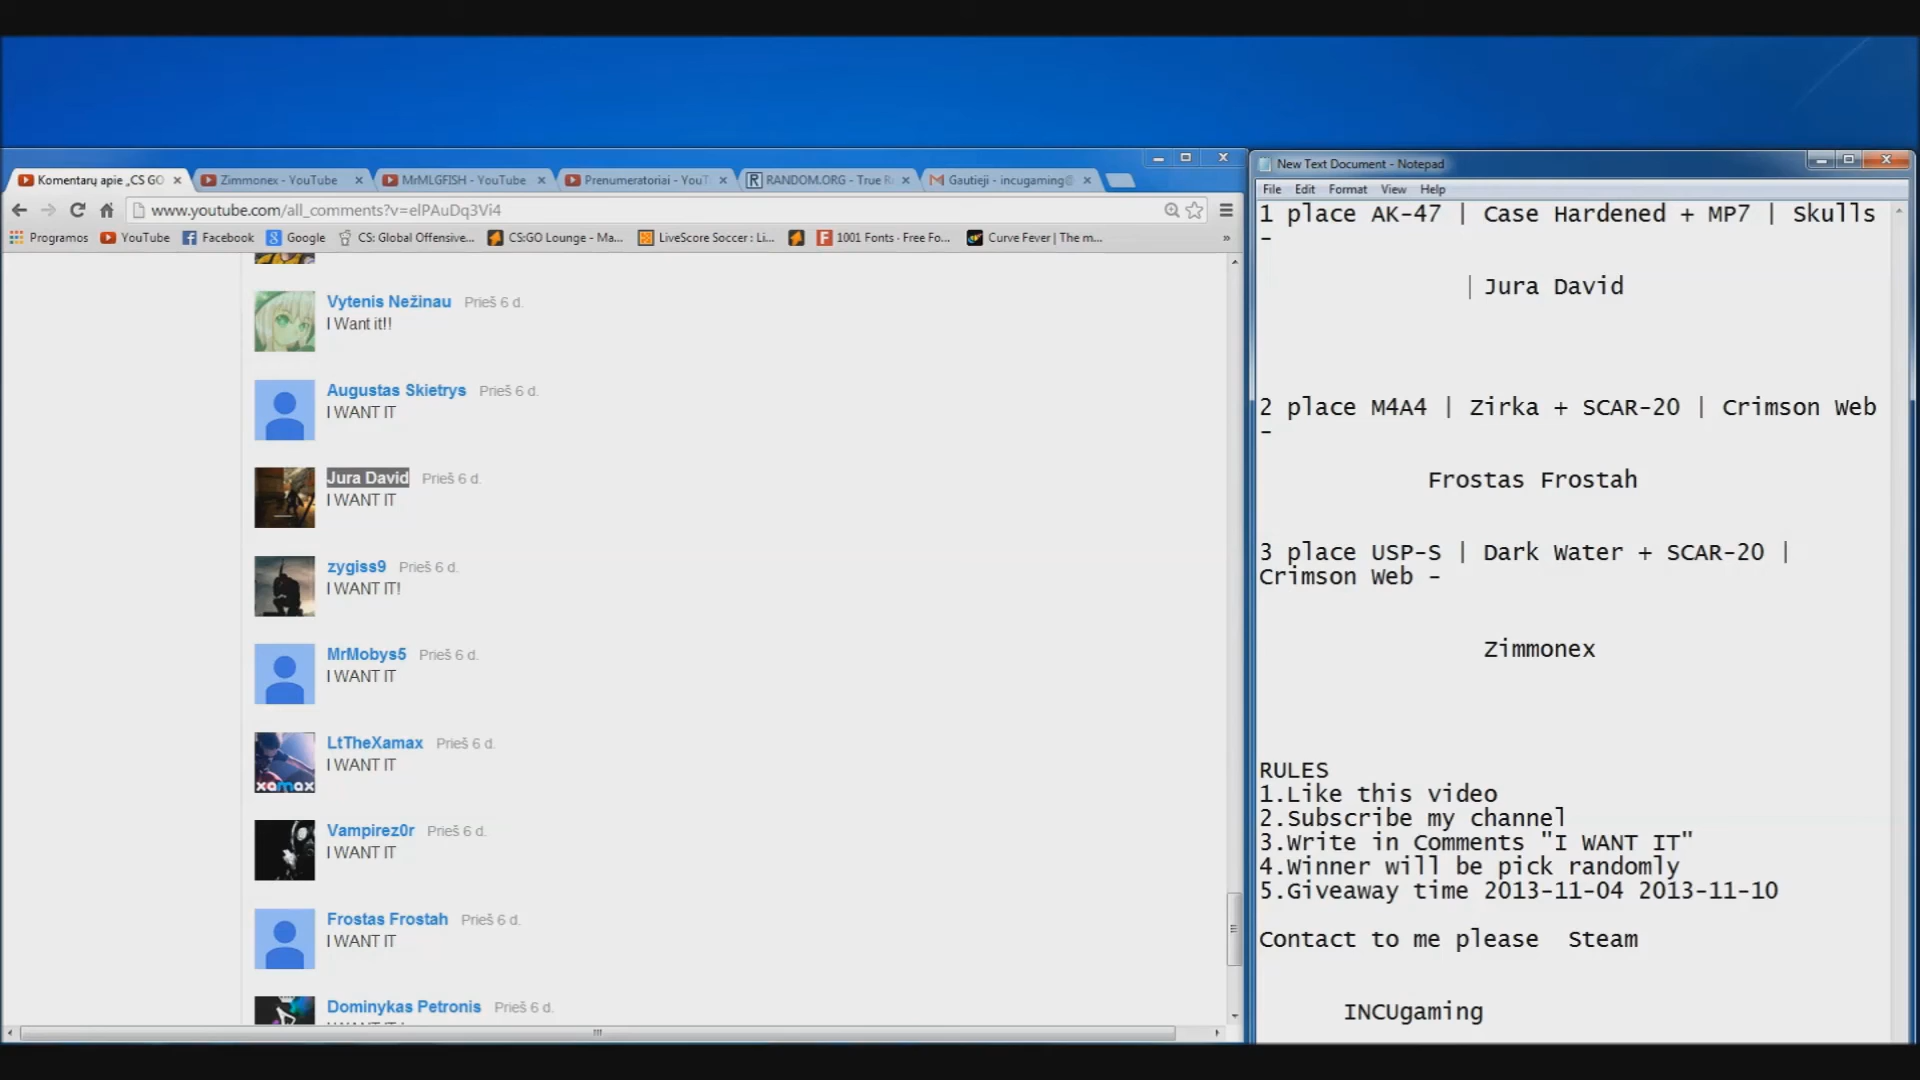 Komentarų apie „CS GO
Zimmonex - YouTube
MrMLGFISH - YouTube
Prenumeratoriai - YouT
RANDOM.ORG - True R
Gautieji - incugaming@
www.youtube.com/all_comments?v=elPAuDq3Vi4
Programos
YouTube
Facebook
Google
CS: Global Offensive...
CS:GO Lounge - Ma...
LiveScore Soccer : Li...
1001 Fonts - Free Fo...
Curve Fever | The m...
»
Vytenis Nežinau Prieš 6 d.
I Want it!!
Augustas Skietrys Prieš 6 d.
I WANT IT
Jura David Prieš 6 d.
I WANT IT
zygiss9 Prieš 6 d.
I WANT IT!
MrMobys5 Prieš 6 d.
I WANT IT
LtTheXamax Prieš 6 d.
I WANT IT
xamax
Vampirez0r Prieš 6 d.
I WANT IT
Frostas Frostah Prieš 6 d.
I WANT IT
Dominykas Petronis Prieš 6 d.
New Text Document - Notepad
File Edit Format View Help
1 place AK-47 | Case Hardened + MP7 | Skulls
-
Jura David
2 place M4A4 | Zirka + SCAR-20 | Crimson Web
-
Frostas Frostah
3 place USP-S | Dark Water + SCAR-20 |
Crimson Web -
Zimmonex
RULES
1.Like this video
2.Subscribe my channel
3.Write in Comments "I WANT IT"
4.Winner will be pick randomly
5.Giveaway time 2013-11-04 2013-11-10
Contact to me please  Steam
INCUgaming